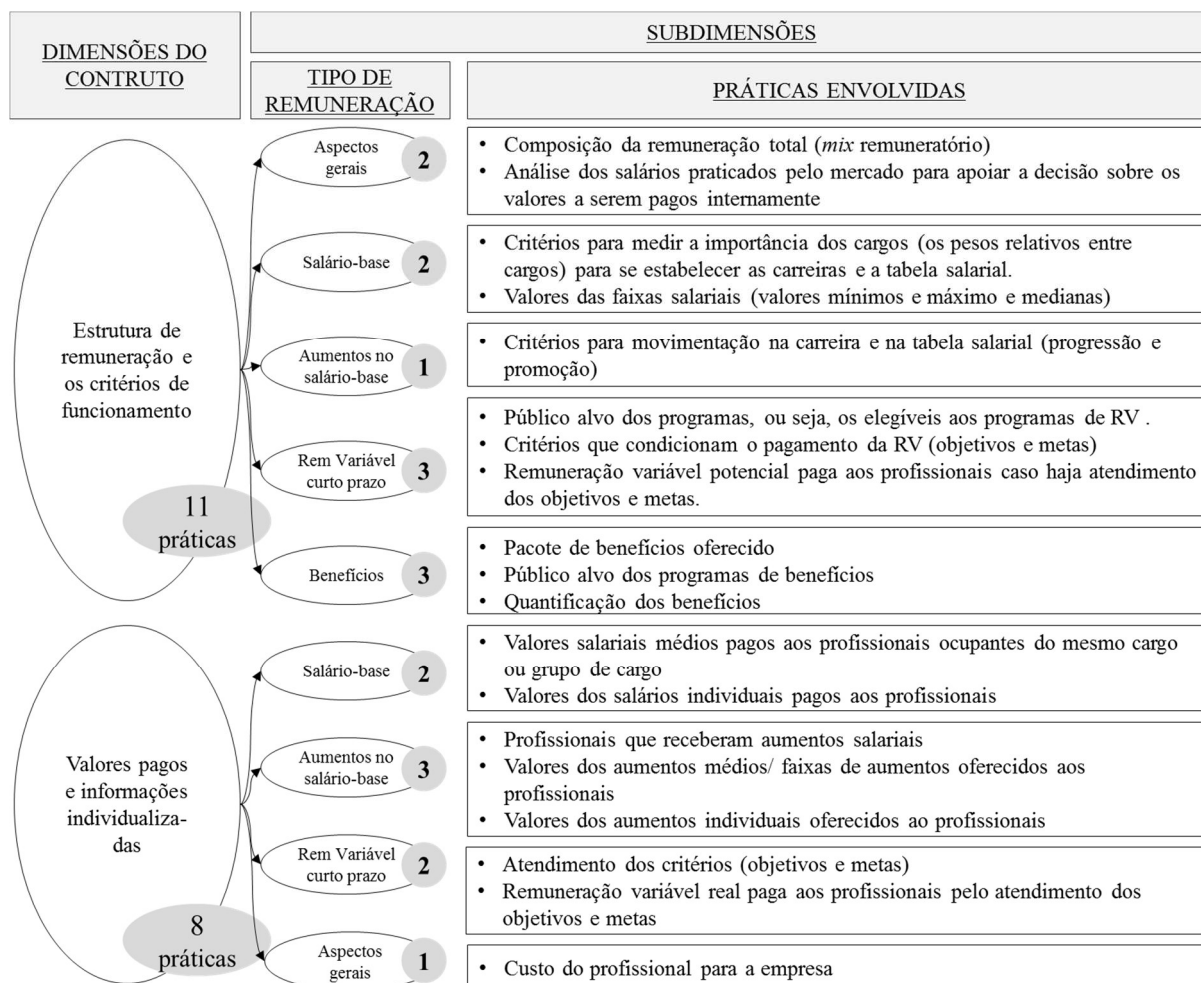 DIMENSÕES DO
CONTRUTO
SUBDIMENSÕES
TIPO DE
REMUNERAÇÃO
PRÁTICAS ENVOLVIDAS
Estrutura de
remuneração e
os critérios de
funcionamento
11
práticas
Aspectos
gerais
2
• Composição da remuneração total (mix remuneratório)
• Análise dos salários praticados pelo mercado para apoiar a decisão sobre os
valores a serem pagos internamente
Salário-base
2
• Critérios para medir a importância dos cargos (os pesos relativos entre
cargos) para se estabelecer as carreiras e a tabela salarial.
• Valores das faixas salariais (valores mínimos e máximo e medianas)
Aumentos no
salário-base
1
• Critérios para movimentação na carreira e na tabela salarial (progressão e
promoção)
Rem Variável
curto prazo
3
• Público alvo dos programas, ou seja, os elegíveis aos programas de RV .
• Critérios que condicionam o pagamento da RV (objetivos e metas)
• Remuneração variável potencial paga aos profissionais caso haja atendimento
dos objetivos e metas.
Benefícios
3
• Pacote de benefícios oferecido
• Público alvo dos programas de benefícios
• Quantificação dos benefícios
Valores pagos
e informações
individualiza-
das
8
práticas
Salário-base
2
• Valores salariais médios pagos aos profissionais ocupantes do mesmo cargo
ou grupo de cargo
• Valores dos salários individuais pagos aos profissionais
Aumentos no
salário-base
3
• Profissionais que receberam aumentos salariais
• Valores dos aumentos médios/ faixas de aumentos oferecidos aos
profissionais
• Valores dos aumentos individuais oferecidos ao profissionais
Rem Variável
curto prazo
2
• Atendimento dos critérios (objetivos e metas)
• Remuneração variável real paga aos profissionais pelo atendimento dos
objetivos e metas
Aspectos
gerais
1
• Custo do profissional para a empresa